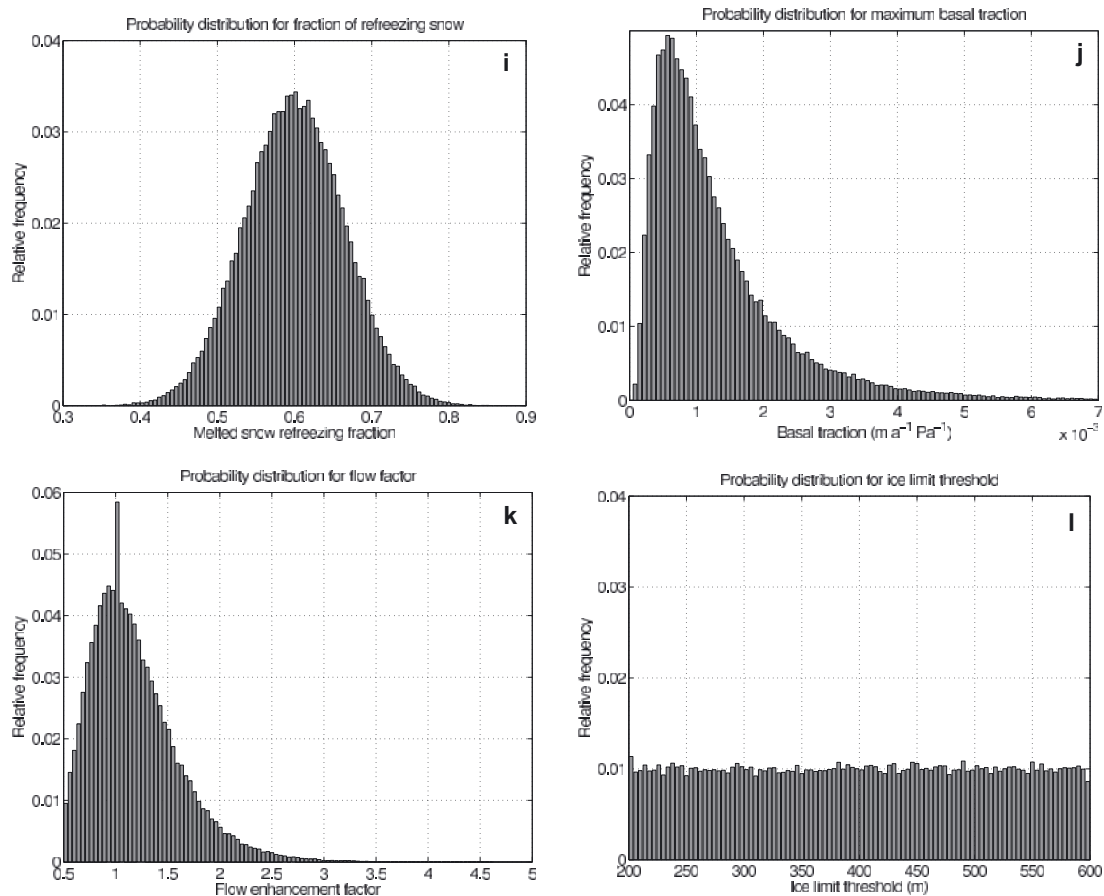 Probability distribution for fraction of refreezing snow
i
0.04
0.03
0.02
0.01
0
Relative frequency
0.3 0.4 0.5 0.6 0.7 0.8 0.9
Melted snow refreezing fraction
Probability distribution for maximum basal traction
j
0.04
0.03
0.02
0.01
0
Relative frequency
0 1 2 3 4 5 6 7
Basal traction (m a⁻¹ Pa⁻¹)
x 10⁻³
Probability distribution for flow factor
k
0.06
0.05
0.04
0.03
0.02
0.01
0
Relative frequency
0.5 1 1.5 2 2.5 3 3.5 4 4.5 5
Flow enhancement factor
Probability distribution for ice limit threshold
l
0.04
0.03
0.02
0.01
0
Relative frequency
200 250 300 350 400 450 500 550 600
Ice limit threshold (m)